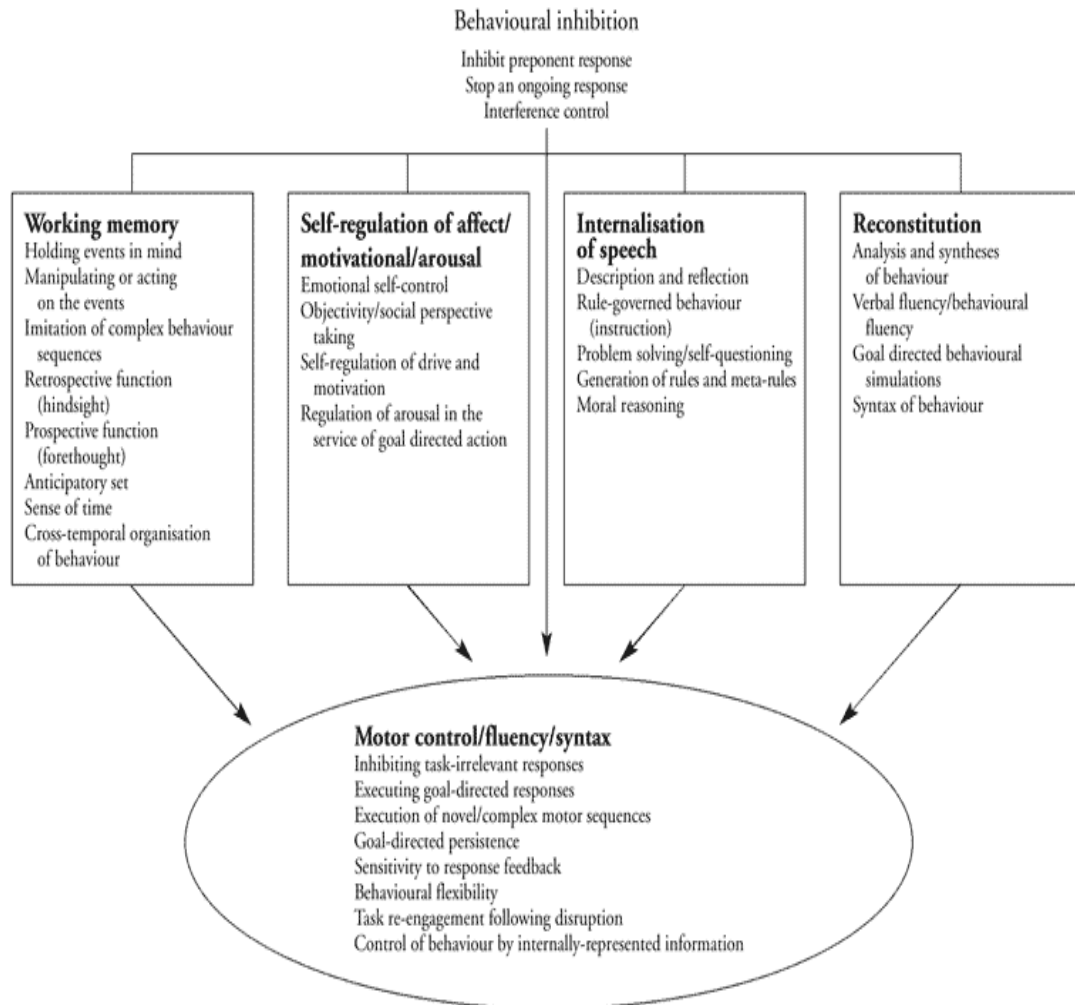 Behavioural inhibition
Inhibit preponent response
Stop an ongoing response
Interference control
Working memory
Holding events in mind
Manipulating or acting
on the events
Imitation of complex behaviour
sequences
Retrospective function
(hindsight)
Prospective function
(forethought)
Anticipatory set
Sense of time
Cross-temporal organisation
of behaviour
Self-regulation of affect/
motivational/arousal
Emotional self-control
Objectivity/social perspective
taking
Self-regulation of drive and
motivation
Regulation of arousal in the
service of goal directed action
Internalisation
of speech
Description and reflection
Rule-governed behaviour
(instruction)
Problem solving/self-questioning
Generation of rules and meta-rules
Moral reasoning
Reconstitution
Analysis and syntheses
of behaviour
Verbal fluency/behavioural
fluency
Goal directed behavioural
simulations
Syntax of behaviour
Motor control/fluency/syntax
Inhibiting task-irrelevant responses
Executing goal-directed responses
Execution of novel/complex motor sequences
Goal-directed persistence
Sensitivity to response feedback
Behavioural flexibility
Task re-engagement following disruption
Control of behaviour by internally-represented information